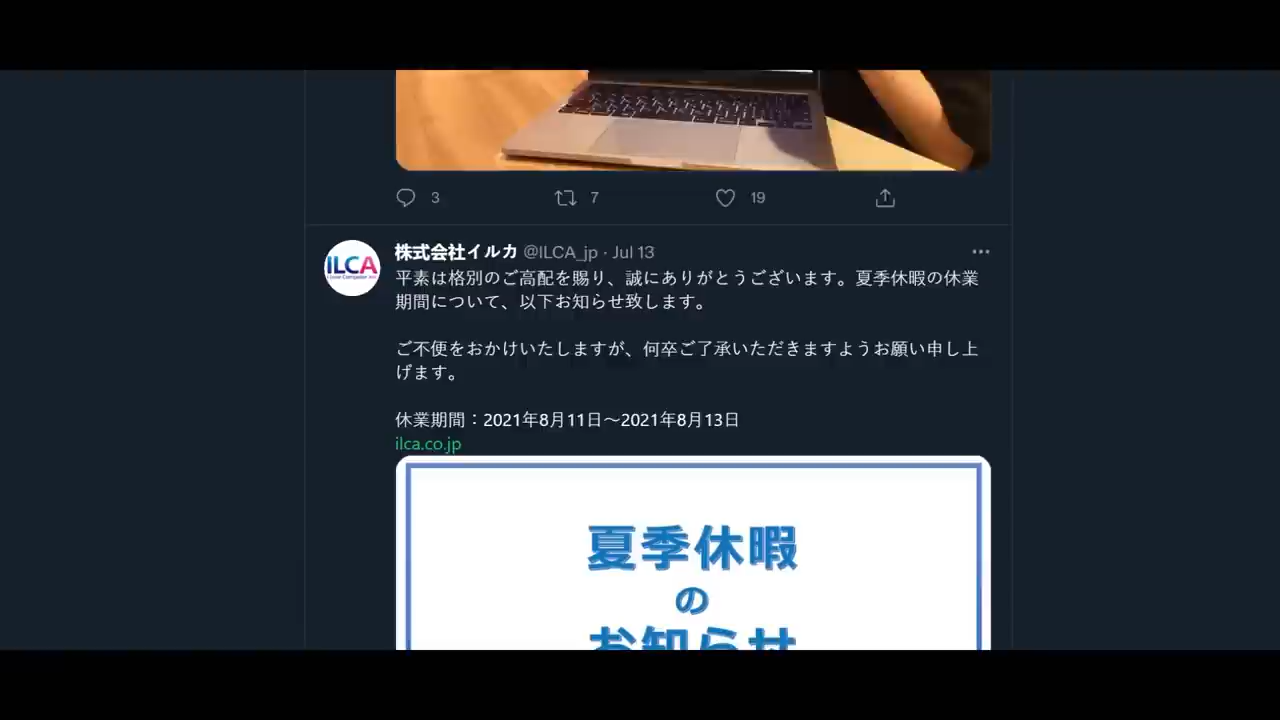 3 7 19
ILCA
株式会社イルカ @ILCA_jp · Jul 13
平素は格別のご高配を賜り、誠にありがとうございます。夏季休暇の休業
期間について、以下お知らせ致します。
ご不便をおかけいたしますが、何卒ご了承いただきますようお願い申し上
げます。
休業期間：2021年8月11日〜2021年8月13日
ilca.co.jp
夏季休暇
の
お知らせ